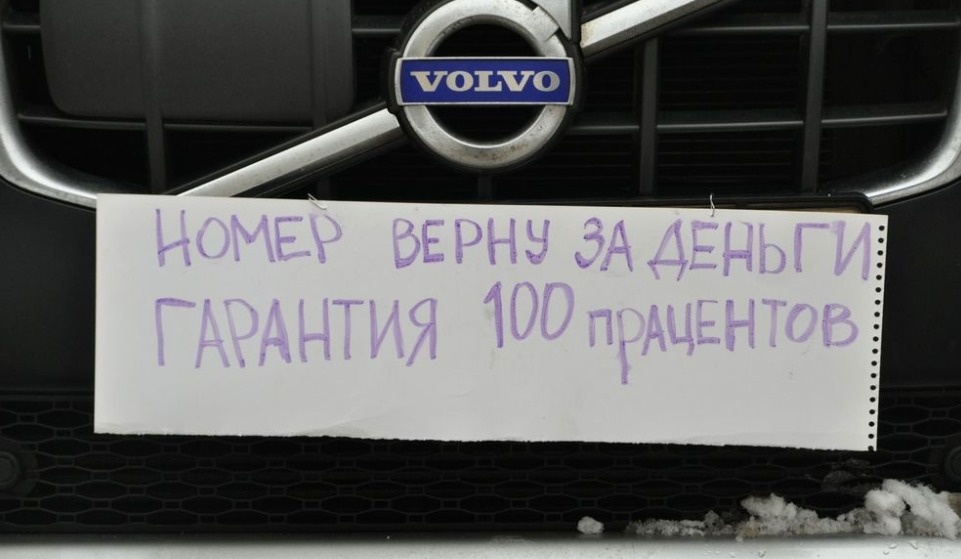 VOLVO
НОМЕР ВЕРНУ ЗА ДЕНЬГИ
ГАРАНТИЯ 100 ПРАЦЕНТОВ